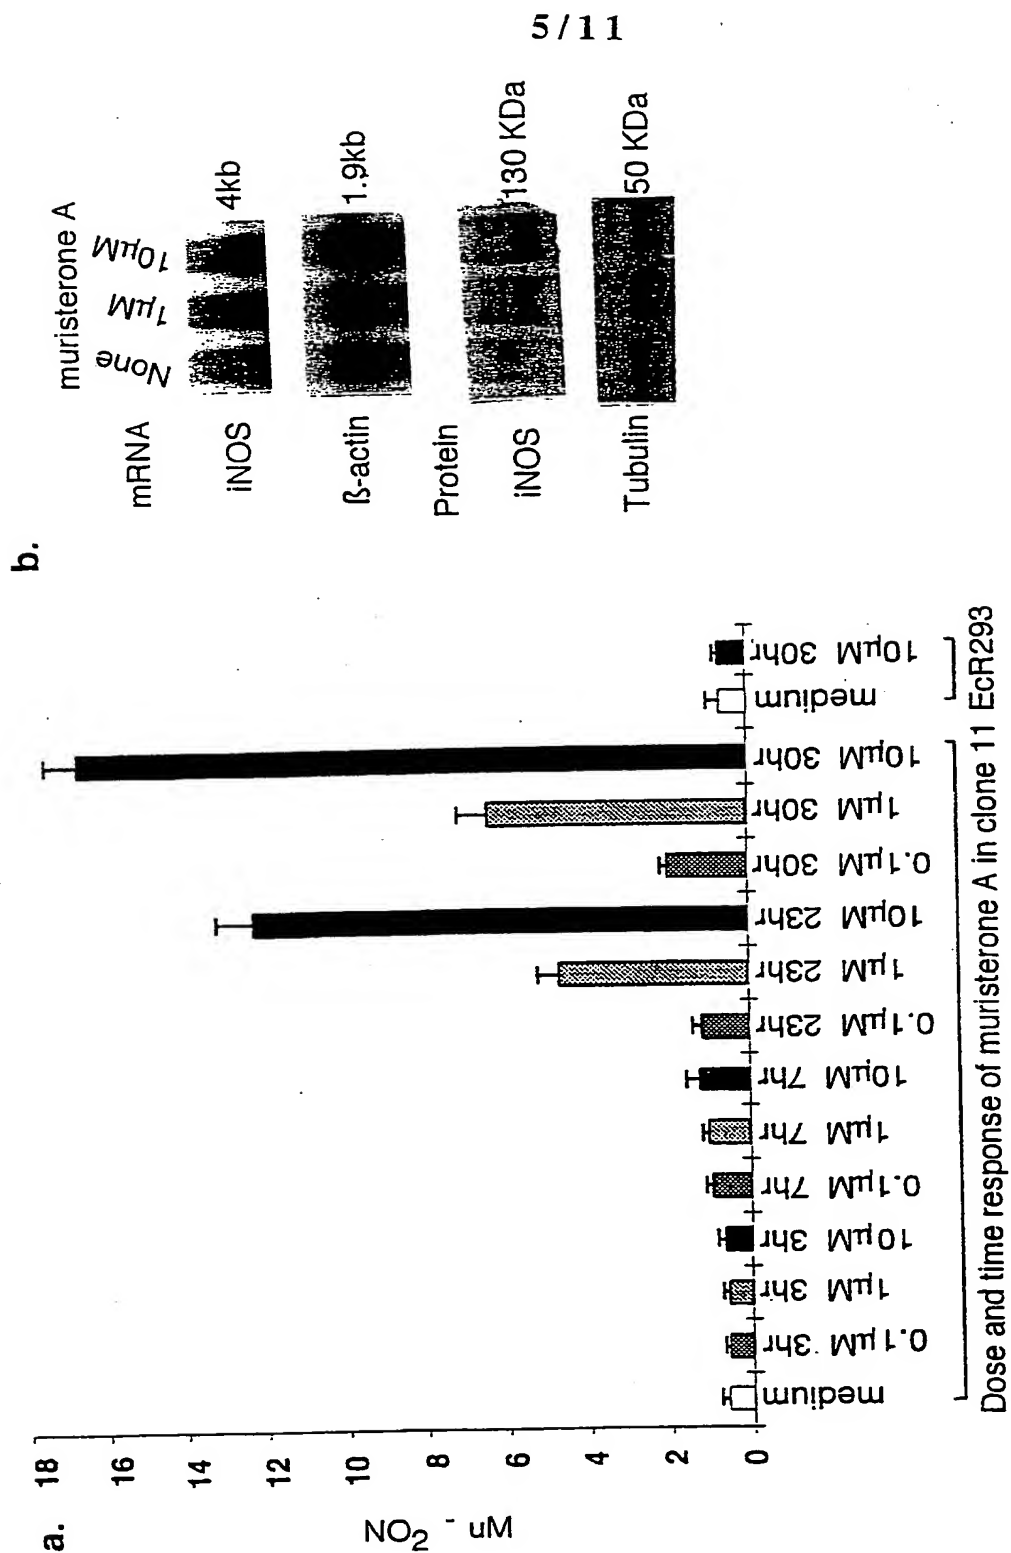 5/11
a.
NO2 - uM
18
16
14
12
10
8
6
4
2
0
medium
0.1µM 3hr
1µM 3hr
10µM 3hr
0.1µM 7hr
1µM 7hr
10µM 7hr
0.1µM 23hr
1µM 23hr
10µM 23hr
0.1µM 30hr
1µM 30hr
10µM 30hr
medium
10µM 30hr
Dose and time response of muristerone A in clone 11 EcR293
b.
muristerone A
None 1µM 10µM
mRNA
iNOS 4kb
ß-actin 1.9kb
Protein
iNOS 130 KDa
Tubulin 50 KDa